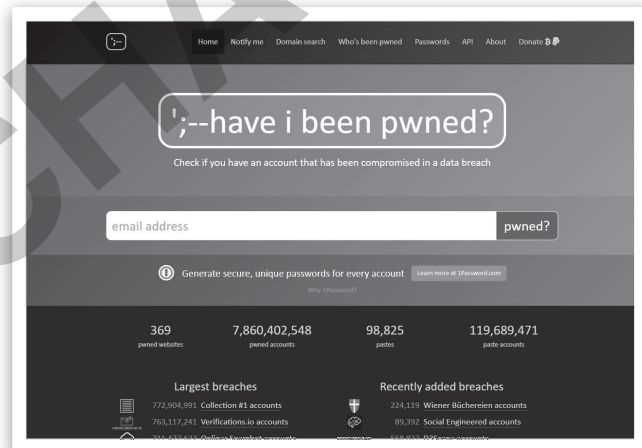 ';--
Home Notify me Domain search Who's been pwned Passwords API About Donate
';--have i been pwned?
Check if you have an account that has been compromised in a data breach
email address pwned?
Generate secure, unique passwords for every account Learn more at 1Password.com
Why 1Password?
369 7,860,402,548 98,825 119,689,471
pwned websites pwned accounts pastes paste accounts
Largest breaches Recently added breaches
772,904,991 Collection #1 accounts 224,119 Wiener Büchereien accounts
763,117,241 Verifications.io accounts 89,392 Social Engineered accounts